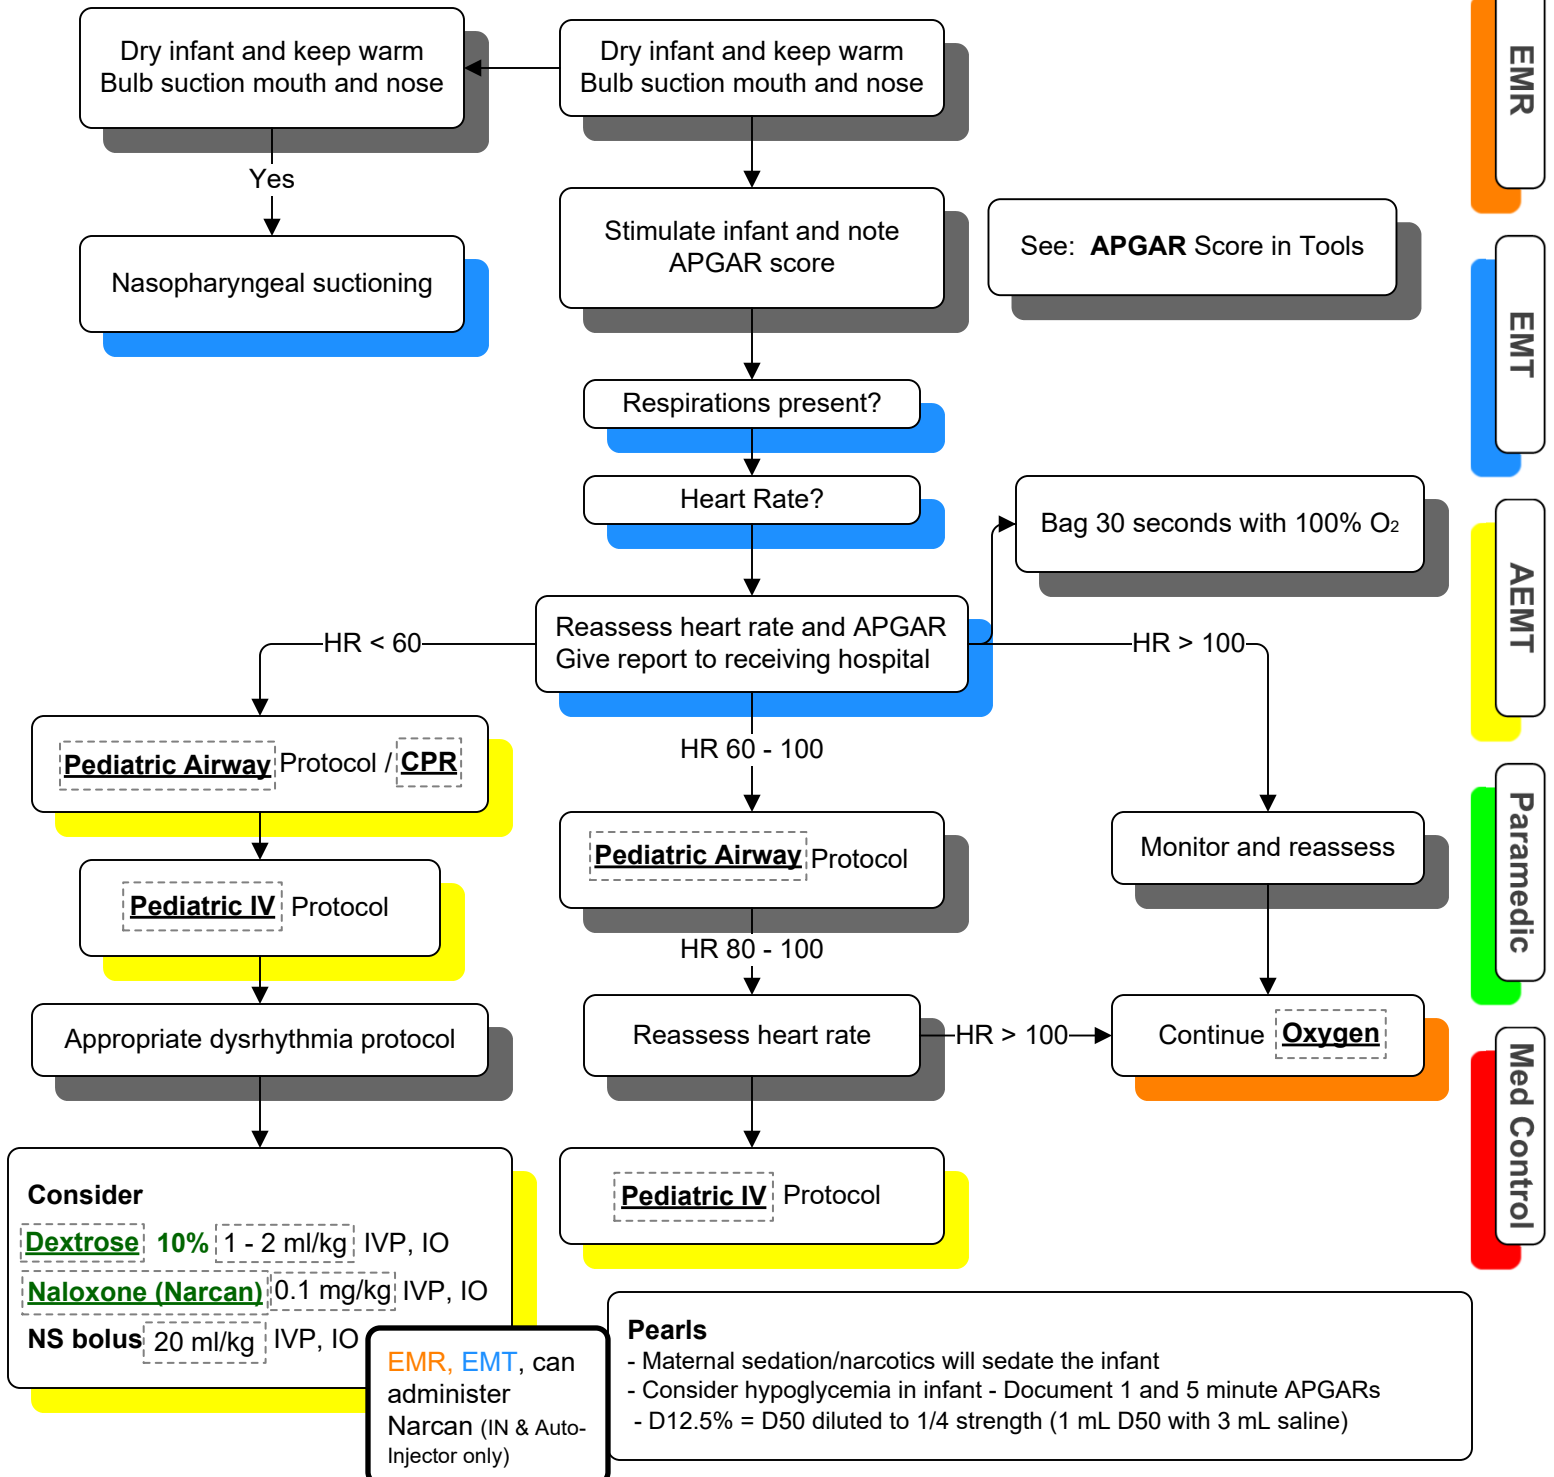 Dry infant and keep warm
Bulb suction mouth and nose
Dry infant and keep warm
Bulb suction mouth and nose
Yes
Nasopharyngeal suctioning
Stimulate infant and note
APGAR score
See: APGAR Score in Tools
Respirations present?
Heart Rate?
Bag 30 seconds with 100% O2
Reassess heart rate and APGAR
Give report to receiving hospital
HR < 60
HR > 100
HR 60 - 100
Pediatric Airway Protocol / CPR
Pediatric Airway Protocol
Monitor and reassess
Pediatric IV Protocol
HR 80 - 100
Appropriate dysrhythmia protocol
Reassess heart rate
HR > 100
Continue Oxygen
Consider
Dextrose 10% 1 - 2 ml/kg IVP, IO
Naloxone (Narcan) 0.1 mg/kg IVP, IO
NS bolus 20 ml/kg IVP, IO
Pediatric IV Protocol
EMR, EMT, can
administer
Narcan (IN & Auto-
Injector only)
Pearls
- Maternal sedation/narcotics will sedate the infant
- Consider hypoglycemia in infant - Document 1 and 5 minute APGARs
- D12.5% = D50 diluted to 1/4 strength (1 mL D50 with 3 mL saline)
EMR
EMT
AEMT
Paramedic
Med Control